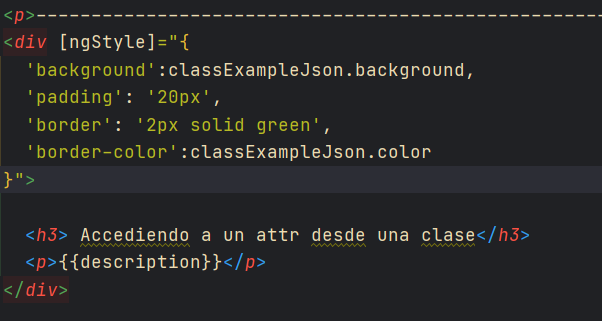 <p>---------------------------------------------------
<div [ngStyle]="{
'background':classExampleJson.background,
'padding': '20px',
'border': '2px solid green',
'border-color':classExampleJson.color
}">
<h3> Accediendo a un attr desde una clase</h3>
<p>{{description}}</p>
</div>